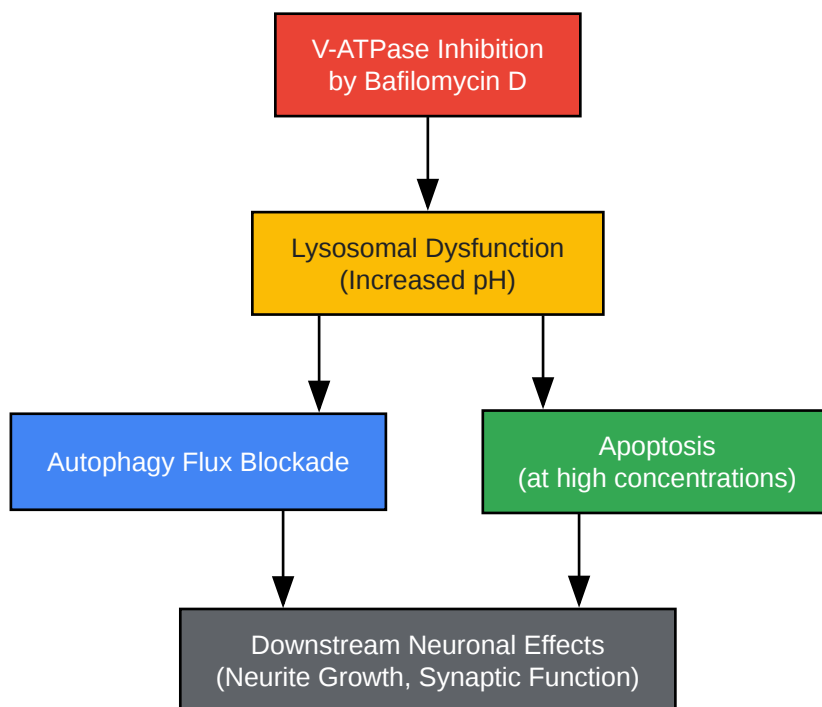 V-ATPase Inhibition
by Bafilomycin D
Lysosomal Dysfunction
(Increased pH)
Autophagy Flux Blockade
Apoptosis
(at high concentrations)
Downstream Neuronal Effects
(Neurite Growth, Synaptic Function)